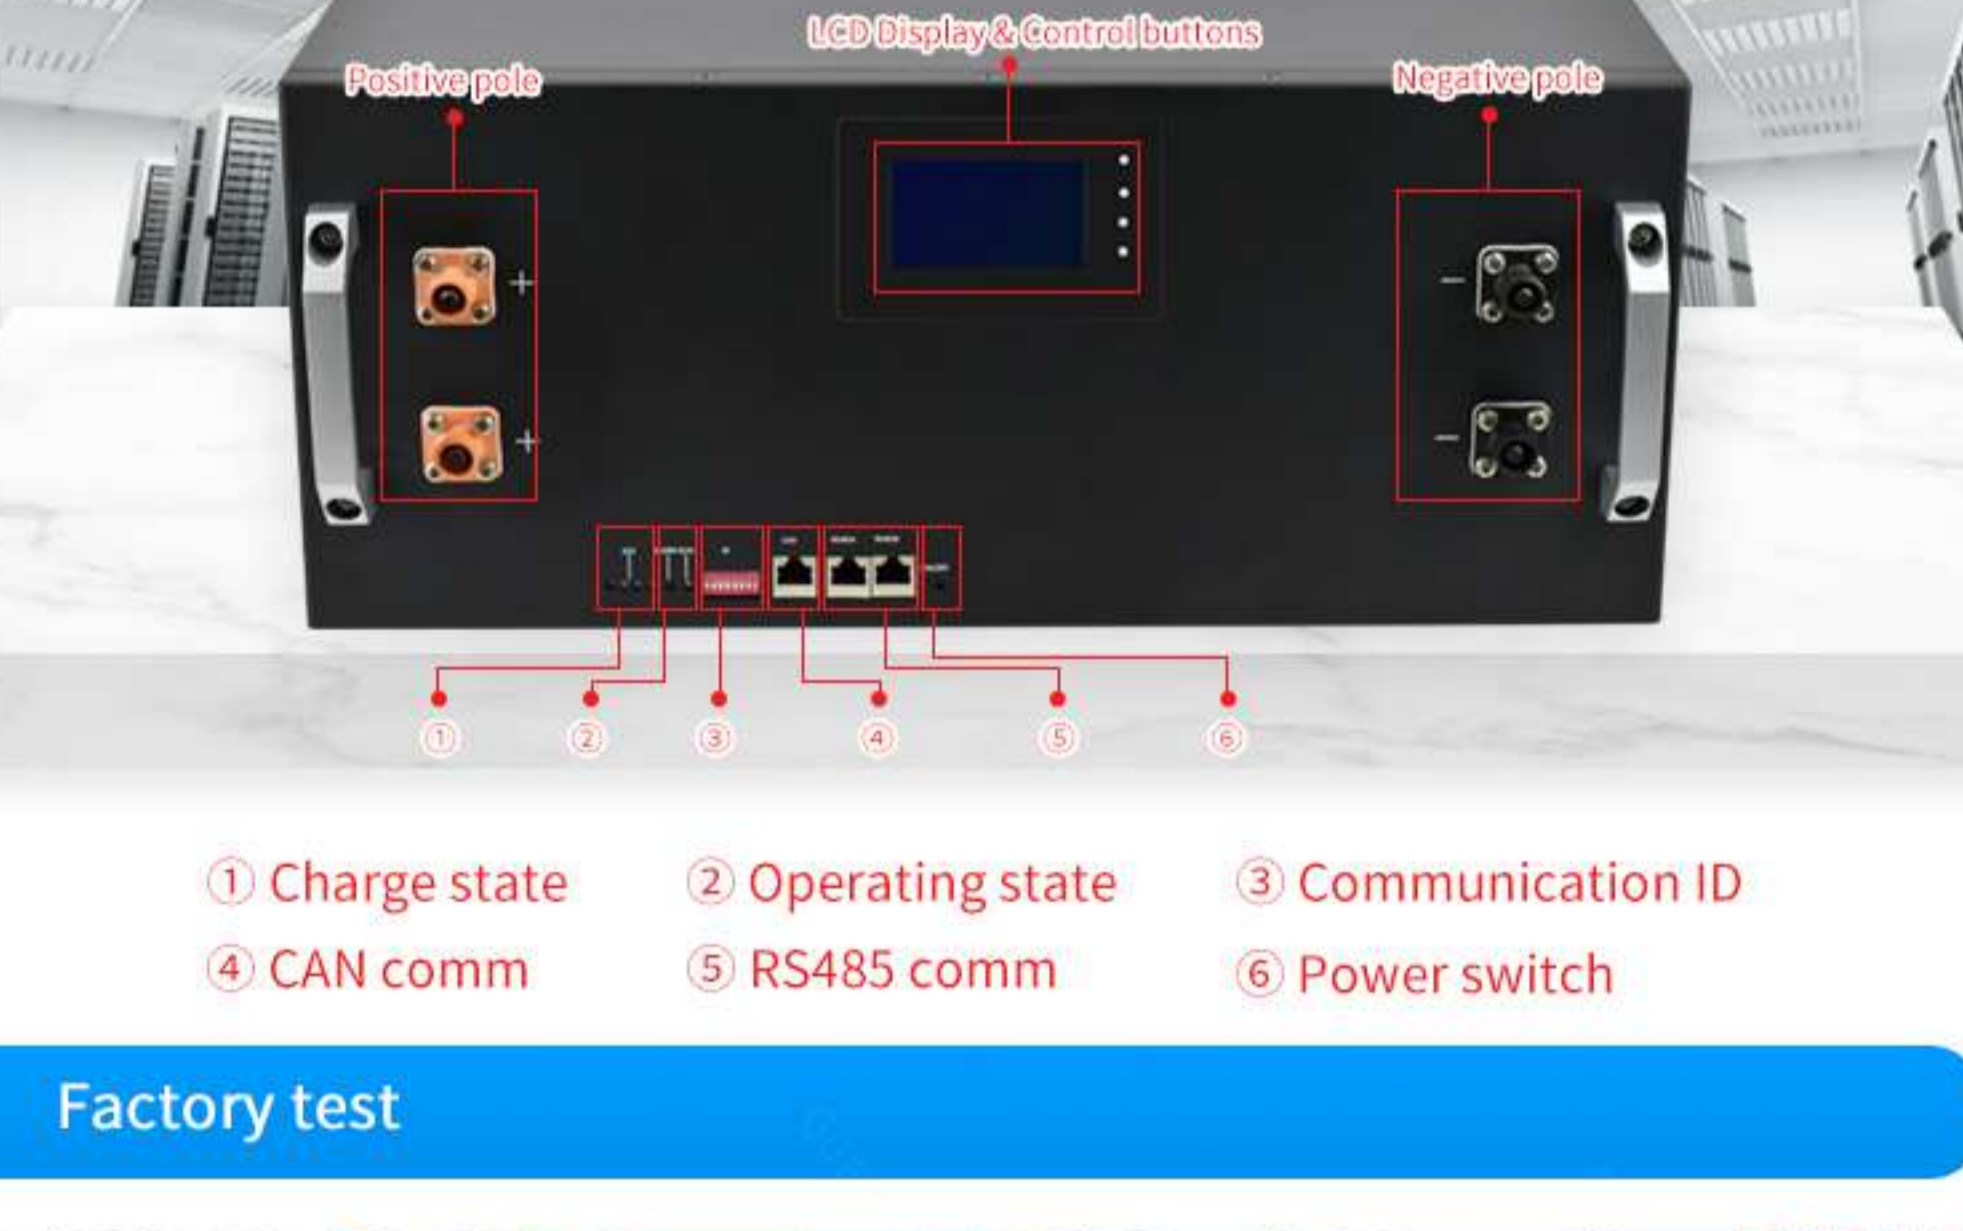 LCD Display & Control buttons
Positive pole
Negative pole
+
−
+
−
① ② ③ ④ ⑤ ⑥
① Charge state ② Operating state ③ Communication ID
④ CAN comm ⑤ RS485 comm ⑥ Power switch
Factory test